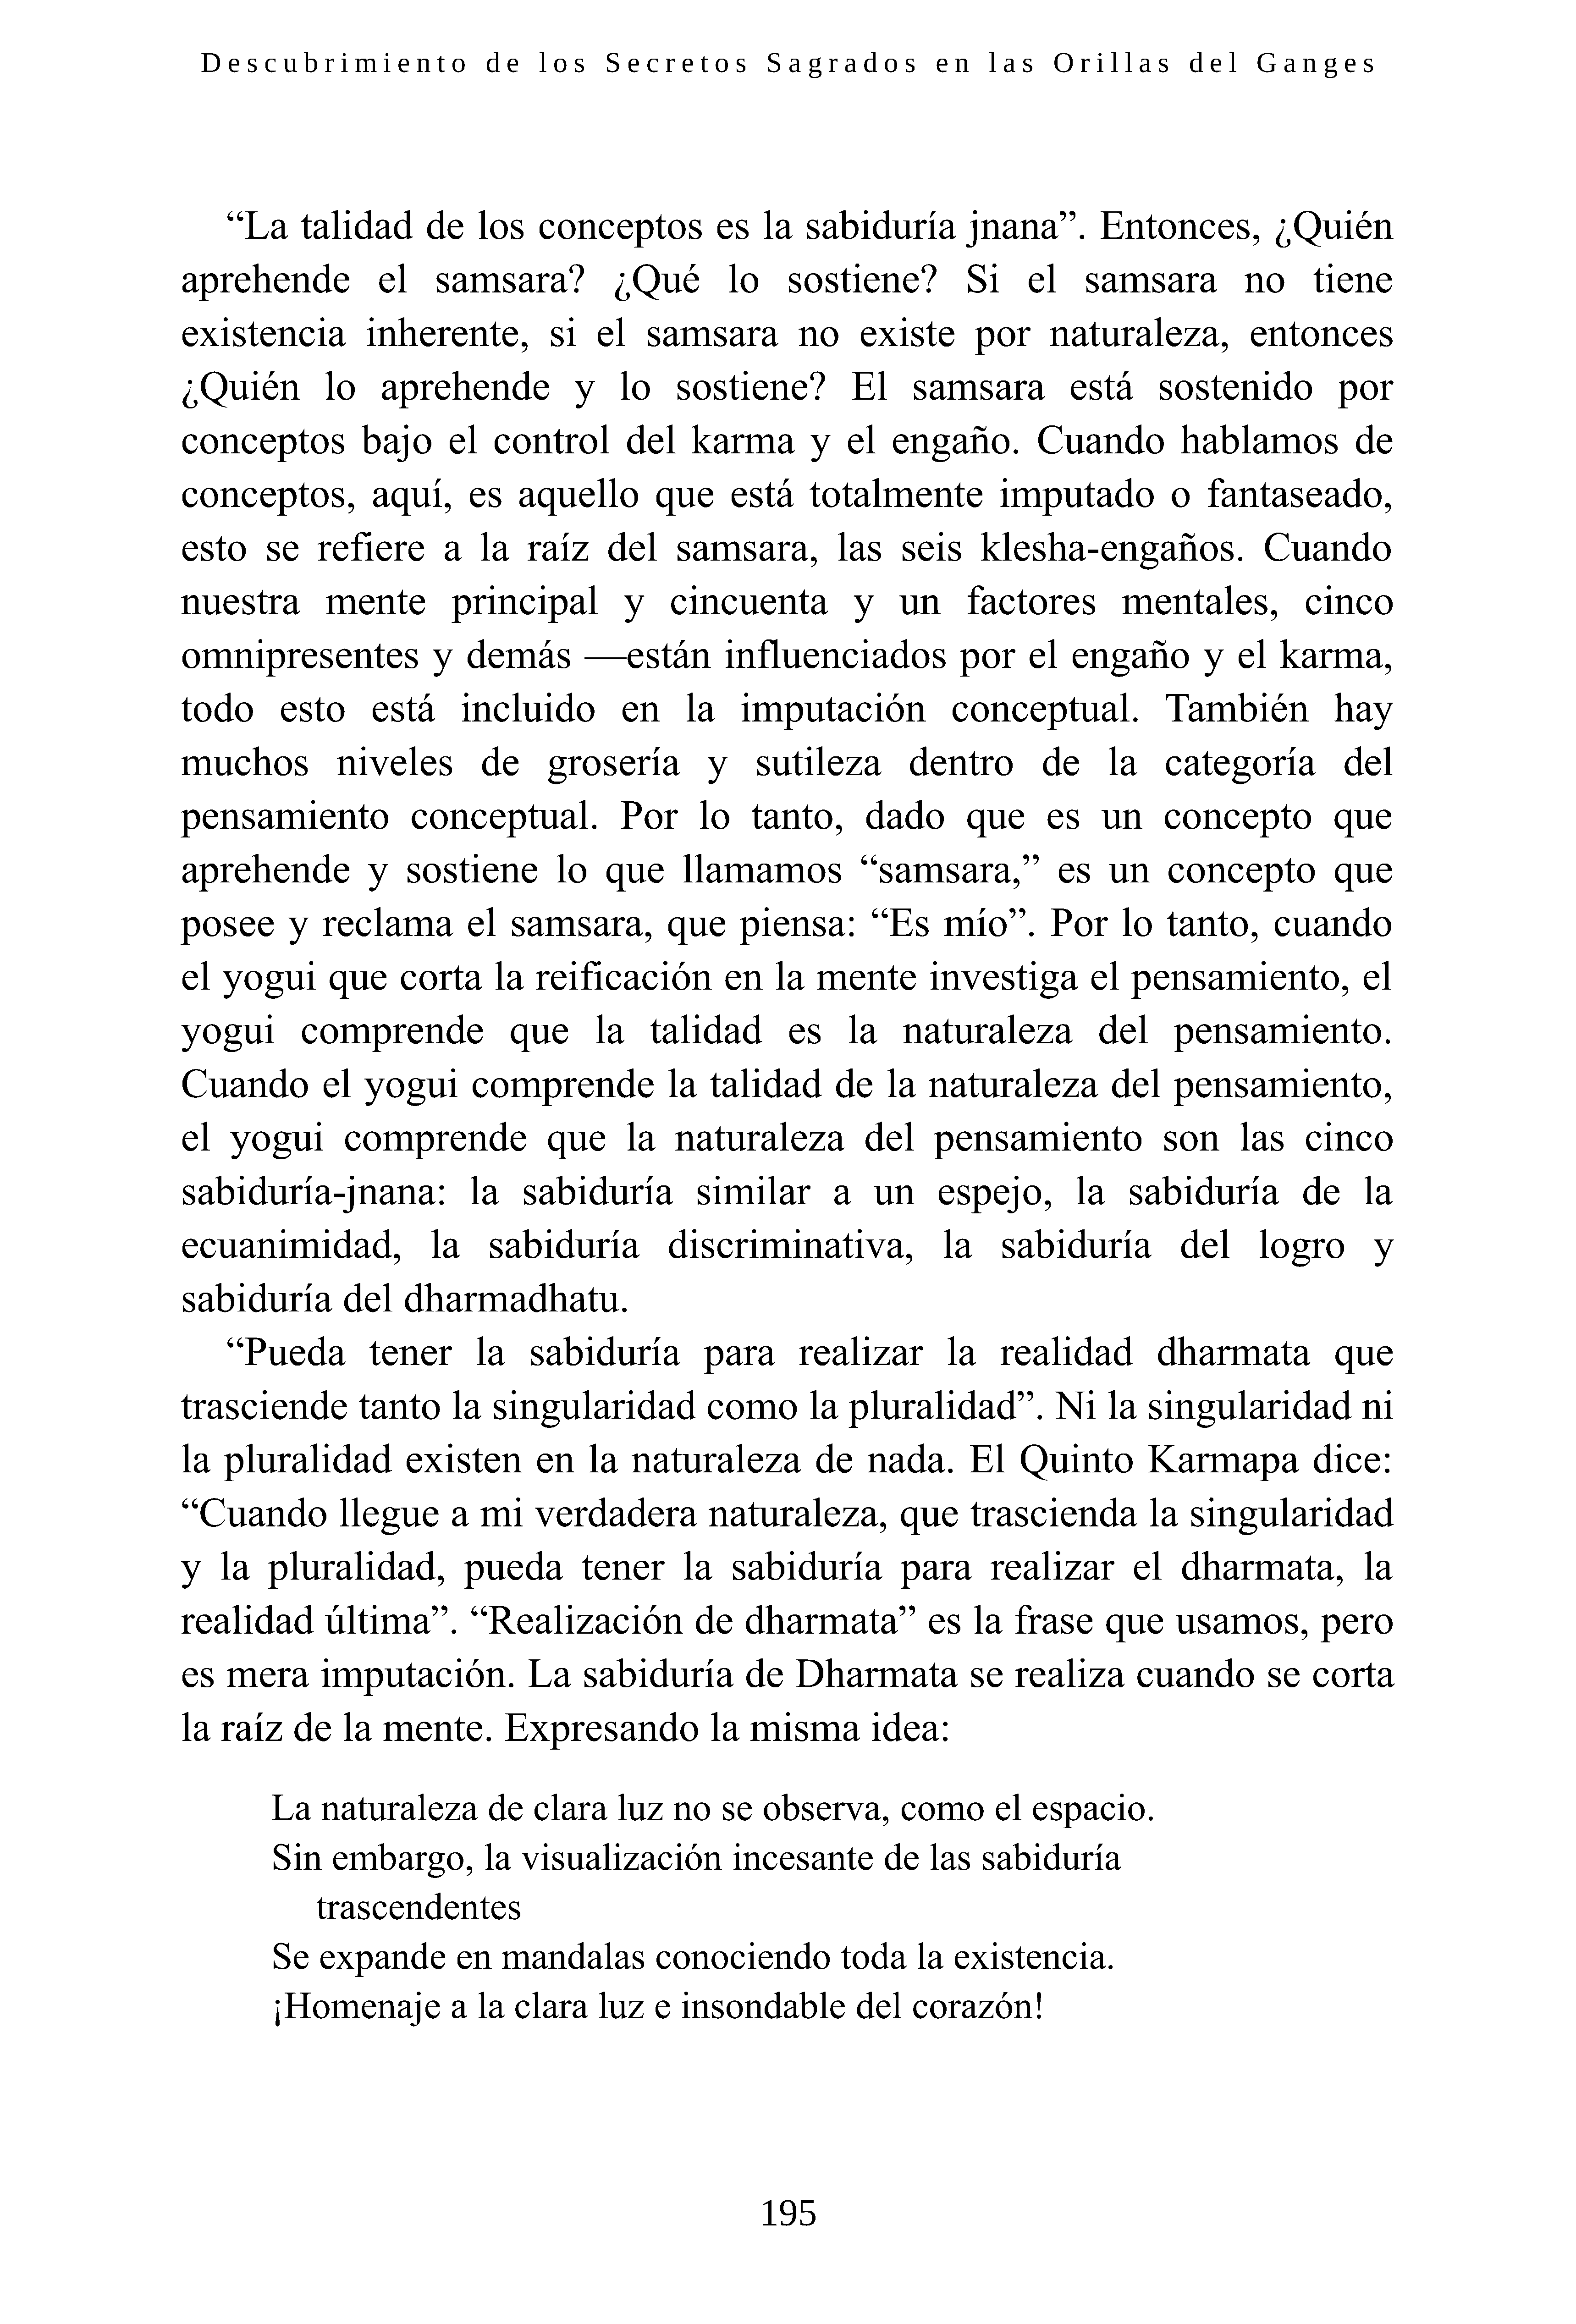 Descubrimiento de los Secretos Sagrados en las Orillas del Ganges
“La talidad de los conceptos es la sabiduría jnana”. Entonces, ¿Quién
aprehende el samsara? ¿Qué lo sostiene? Si el samsara no tiene
existencia inherente, si el samsara no existe por naturaleza, entonces
¿Quién lo aprehende y lo sostiene? El samsara está sostenido por
conceptos bajo el control del karma y el engaño. Cuando hablamos de
conceptos, aquí, es aquello que está totalmente imputado o fantaseado,
esto se refiere a la raíz del samsara, las seis klesha-engaños. Cuando
nuestra mente principal y cincuenta y un factores mentales, cinco
omnipresentes y demás —están influenciados por el engaño y el karma,
todo esto está incluido en la imputación conceptual. También hay
muchos niveles de grosería y sutileza dentro de la categoría del
pensamiento conceptual. Por lo tanto, dado que es un concepto que
aprehende y sostiene lo que llamamos “samsara,” es un concepto que
posee y reclama el samsara, que piensa: “Es mío”. Por lo tanto, cuando
el yogui que corta la reificación en la mente investiga el pensamiento, el
yogui comprende que la talidad es la naturaleza del pensamiento.
Cuando el yogui comprende la talidad de la naturaleza del pensamiento,
el yogui comprende que la naturaleza del pensamiento son las cinco
sabiduría-jnana: la sabiduría similar a un espejo, la sabiduría de la
ecuanimidad, la sabiduría discriminativa, la sabiduría del logro y
sabiduría del dharmadhatu.
“Pueda tener la sabiduría para realizar la realidad dharmata que
trasciende tanto la singularidad como la pluralidad”. Ni la singularidad ni
la pluralidad existen en la naturaleza de nada. El Quinto Karmapa dice:
“Cuando llegue a mi verdadera naturaleza, que trascienda la singularidad
y la pluralidad, pueda tener la sabiduría para realizar el dharmata, la
realidad última”. “Realización de dharmata” es la frase que usamos, pero
es mera imputación. La sabiduría de Dharmata se realiza cuando se corta
la raíz de la mente. Expresando la misma idea:
La naturaleza de clara luz no se observa, como el espacio.
Sin embargo, la visualización incesante de las sabiduría
trascendentes
Se expande en mandalas conociendo toda la existencia.
¡Homenaje a la clara luz e insondable del corazón!
195